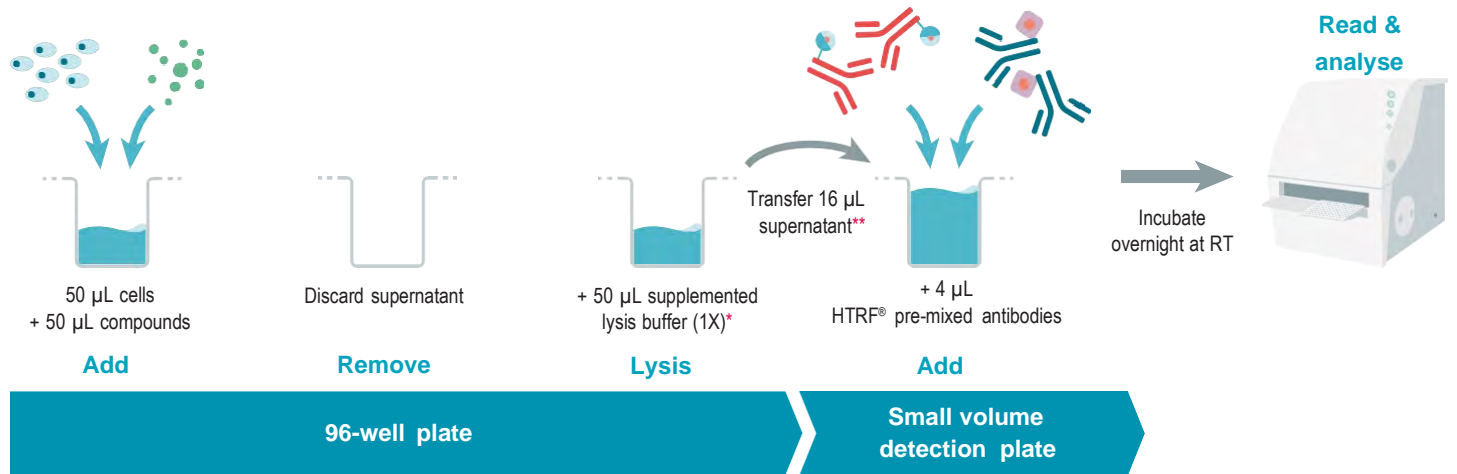 Read &
analyse
Transfer 16 µL
supernatant**
Incubate
overnight at RT
50 µL cells
+ 50 µL compounds
Discard supernatant
+ 50 µL supplemented
lysis buffer (1X)*
+ 4 µL
HTRF® pre-mixed antibodies
Add
Remove
Lysis
Add
96-well plate
Small volume
detection plate